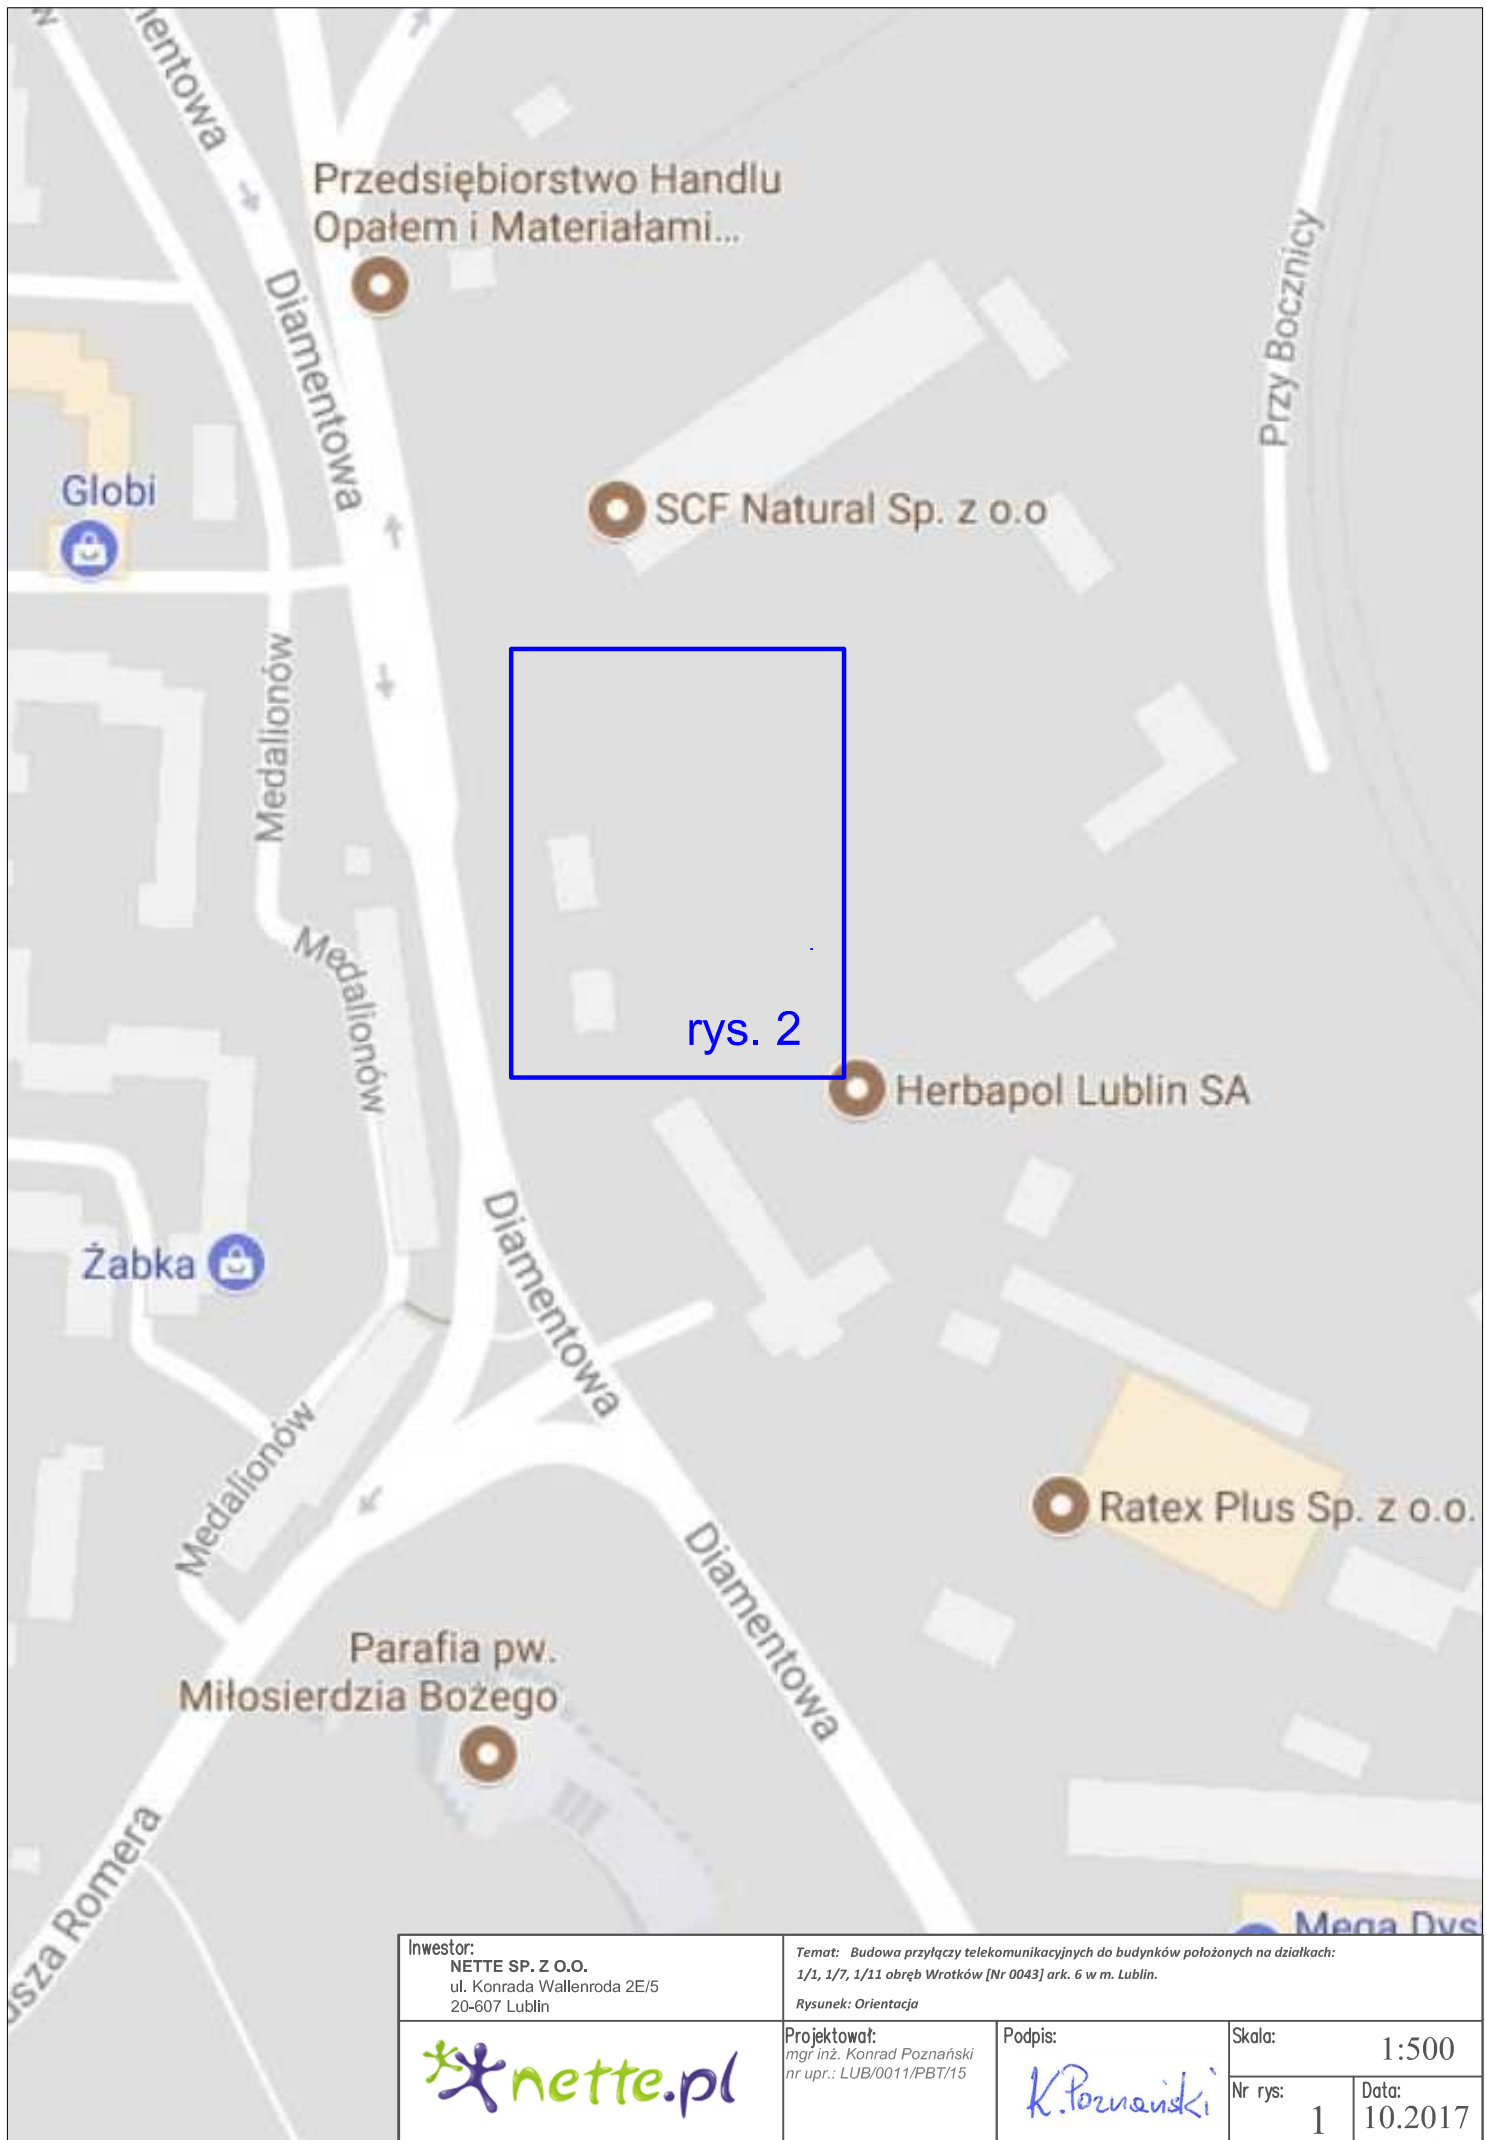 w
nentowa
Przedsiębiorstwo Handlu
Opałem i Materiałami...
Diamentowa
Przy Bocznicy
Globi
SCF Natural Sp. z o.o
Medalionów
Medalionów
rys. 2
Herbapol Lublin SA
Diamentowa
Żabka
Medalionów
Ratex Plus Sp. z o.o.
Diamentowa
Parafia pw.
Miłosierdzia Bożego
usza Romera
Mega Dys
Inwestor:
NETTE SP. Z O.O.
ul. Konrada Wallenroda 2E/5
20-607 Lublin
Temat: Budowa przyłączy telekomunikacyjnych do budynków położonych na działkach:
1/1, 1/7, 1/11 obręb Wrotków [Nr 0043] ark. 6 w m. Lublin.
Rysunek: Orientacja
nette.pl
Projektował:
mgr inż. Konrad Poznański
nr upr.: LUB/0011/PBT/15
Podpis:
K. Poznański
Skala:
1:500
Nr rys:
1
Data:
10.2017